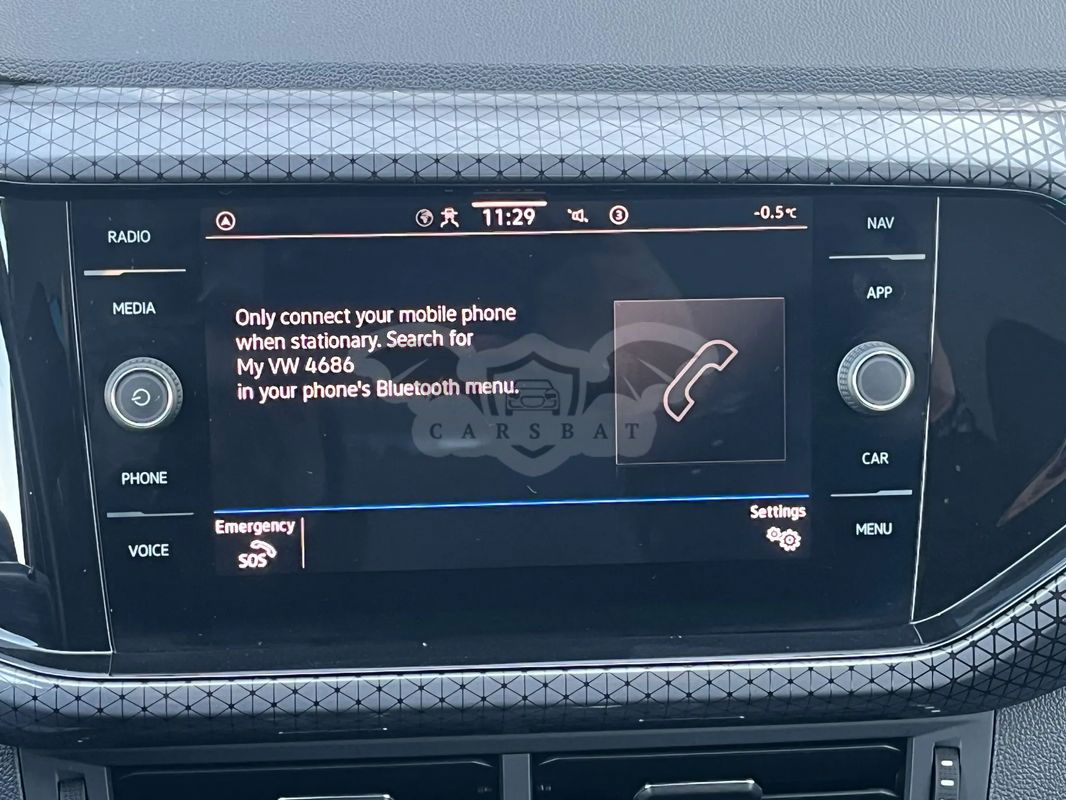 RADIO
MEDIA
PHONE
VOICE
11:29
3
-0.5°C
Only connect your mobile phone
when stationary. Search for
My VW 4686
in your phone's Bluetooth menu.
CARSBAT
Emergency
SOS
Settings
NAV
APP
CAR
MENU